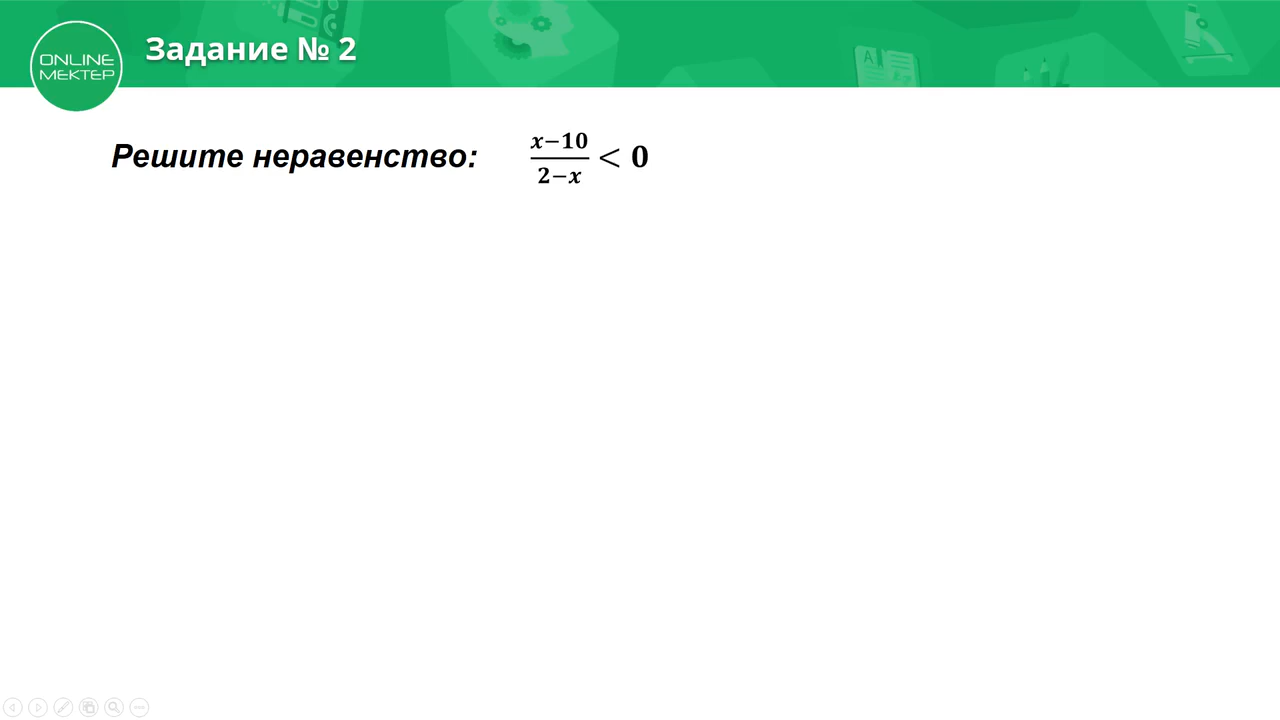 ONLINE
МЕКТЕР
Задание № 2
Решите неравенство: x−10 / 2−x < 0